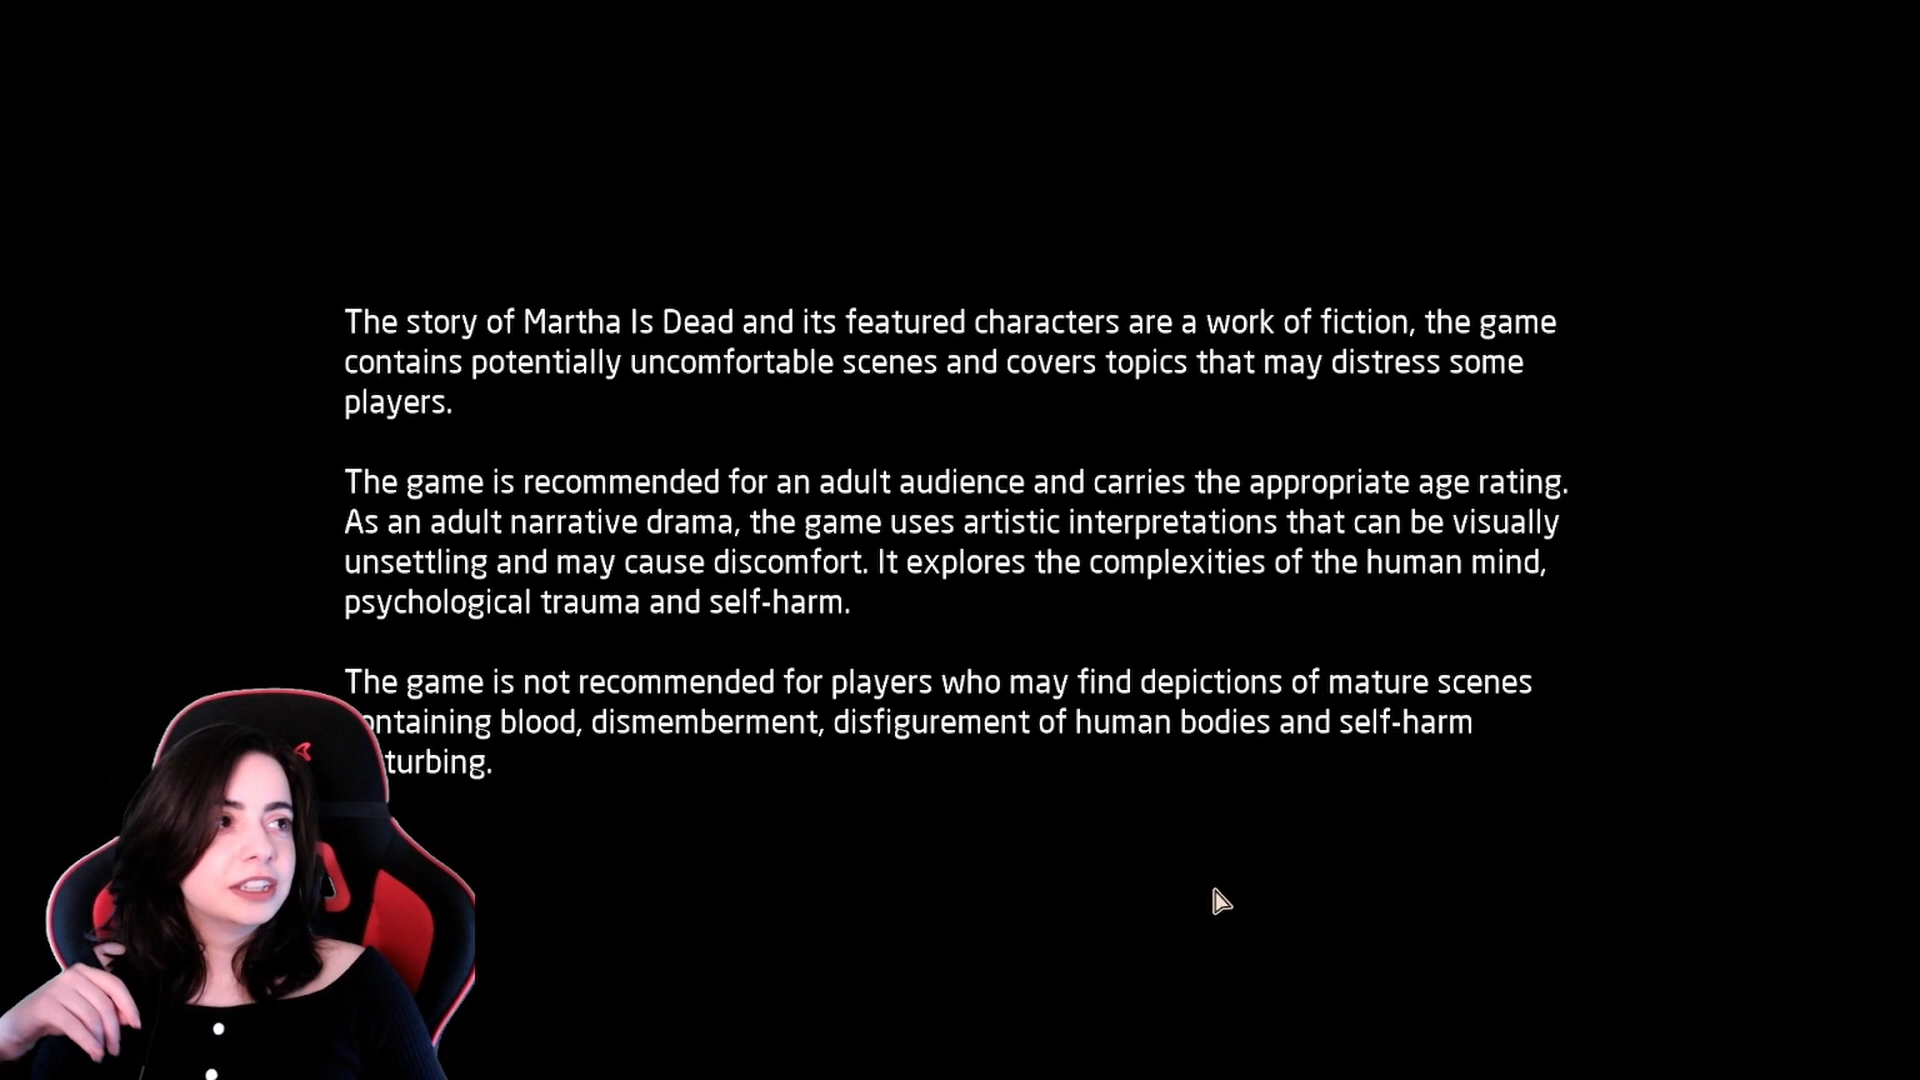 The story of Martha Is Dead and its featured characters are a work of fiction, the game
contains potentially uncomfortable scenes and covers topics that may distress some
players.
The game is recommended for an adult audience and carries the appropriate age rating.
As an adult narrative drama, the game uses artistic interpretations that can be visually
unsettling and may cause discomfort. It explores the complexities of the human mind,
psychological trauma and self-harm.
The game is not recommended for players who may find depictions of mature scenes
ontaining blood, dismemberment, disfigurement of human bodies and self-harm
turbing.